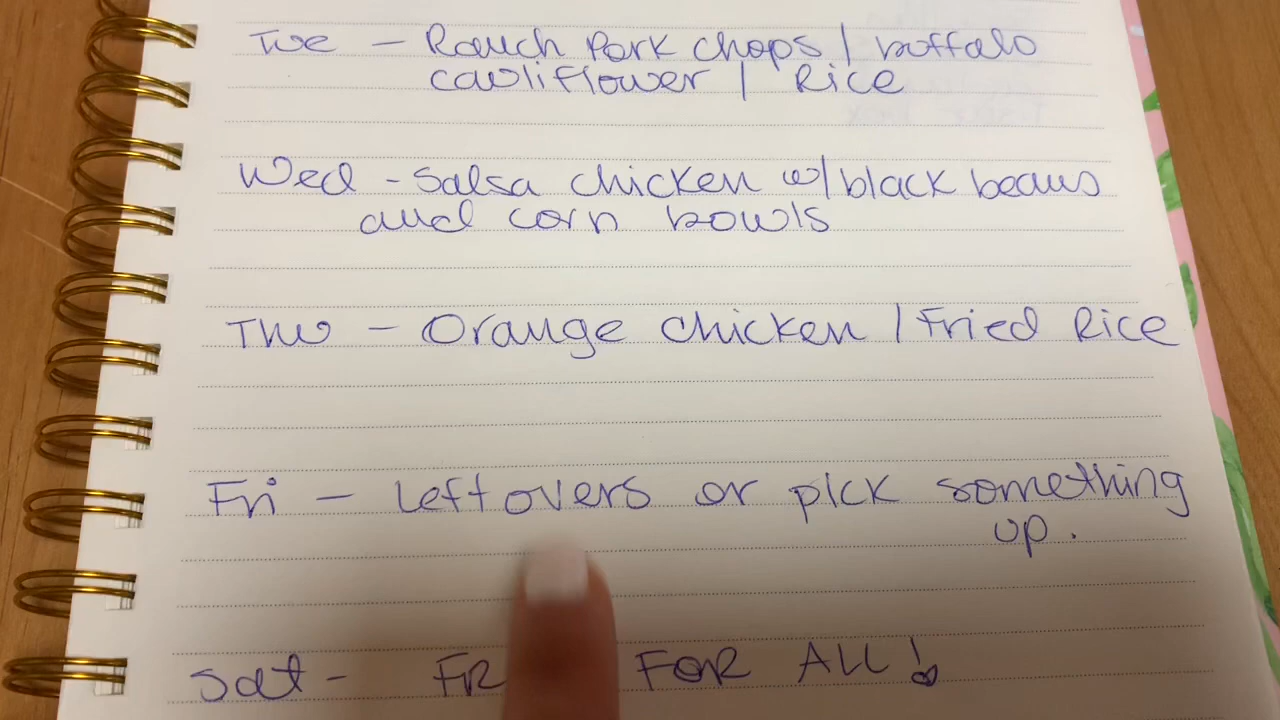 Tue - Ranch Pork chops / buffalo
cauliflower / Rice
Wed - Salsa chicken w/ black beans
and corn bowls
Thu - Orange chicken / Fried Rice
Fri - Leftovers or pick something
up.
Sat - FR FOR ALL!